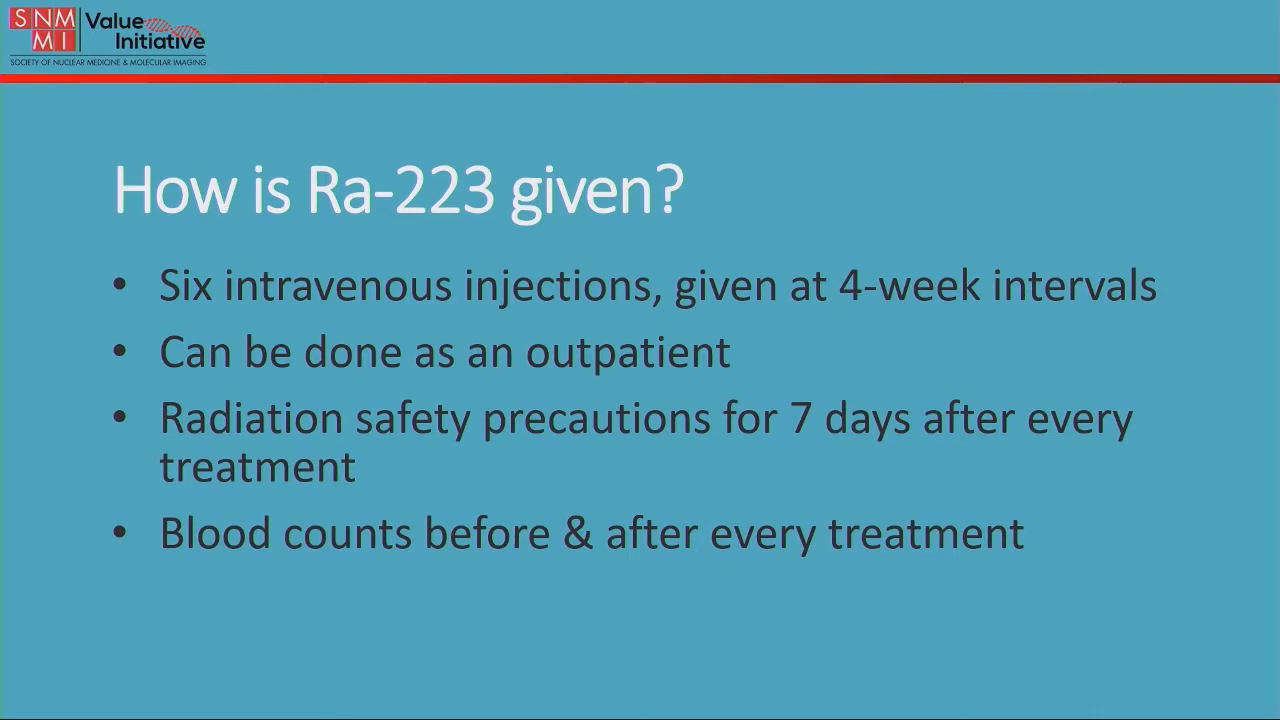 SNM
MI
Value
Initiative
SOCIETY OF NUCLEAR MEDICINE & MOLECULAR IMAGING
How is Ra-223 given?
• Six intravenous injections, given at 4-week intervals
• Can be done as an outpatient
• Radiation safety precautions for 7 days after every
treatment
• Blood counts before & after every treatment